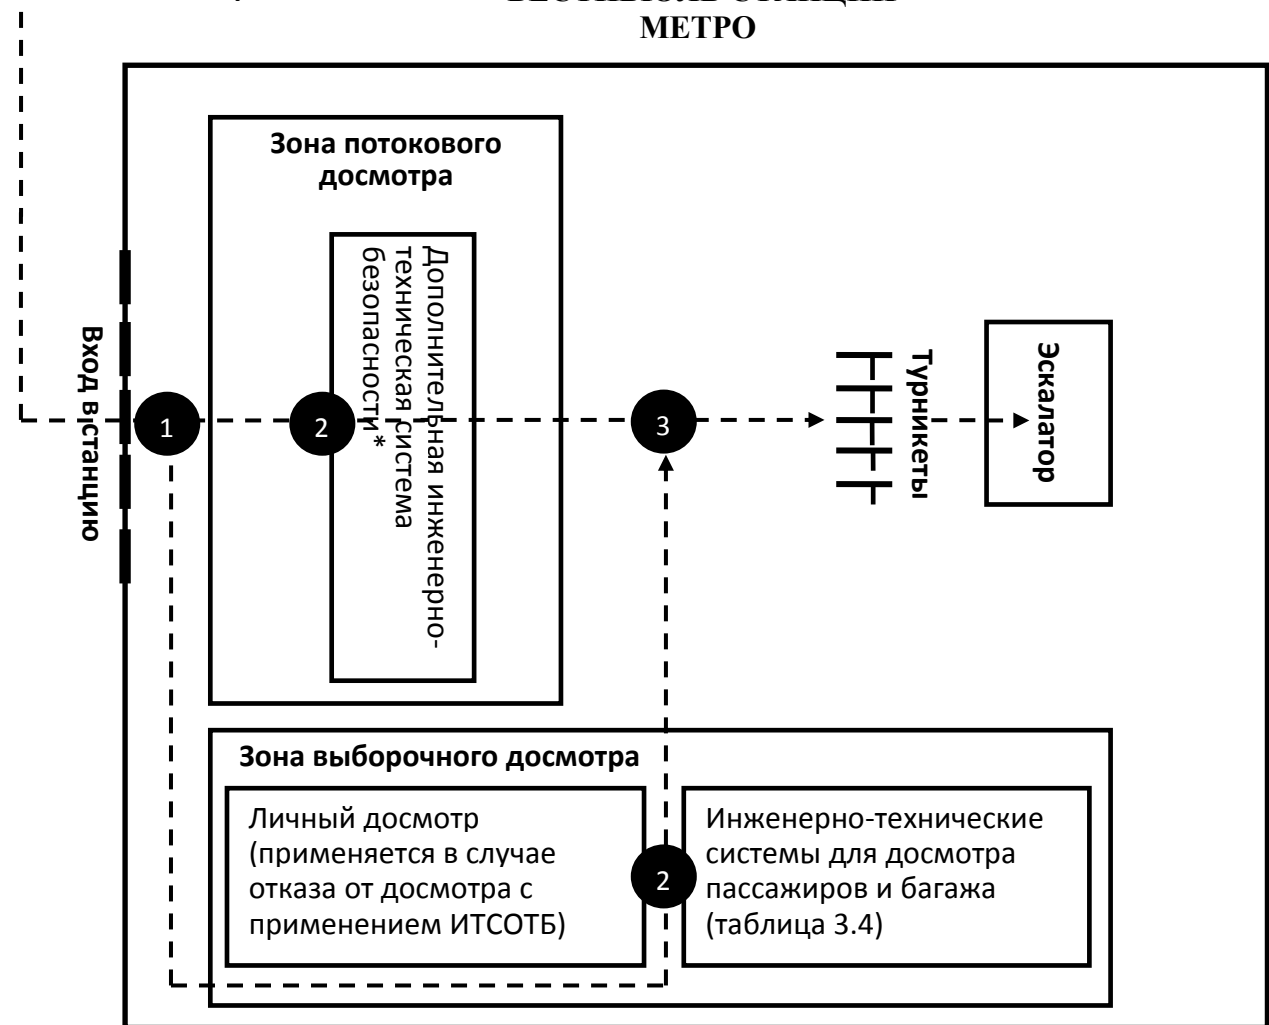 МЕТРО
Зона потокового
досмотра
Дополнительная инженерно-
техническая система
безопасности*
Вход в станцию
1
2
3
Турникеты
Эскалатор
Зона выборочного досмотра
Личный досмотр
(применяется в случае
отказа от досмотра с
применением ИТСОТБ)
2
Инженерно-технические
системы для досмотра
пассажиров и багажа
(таблица 3.4)